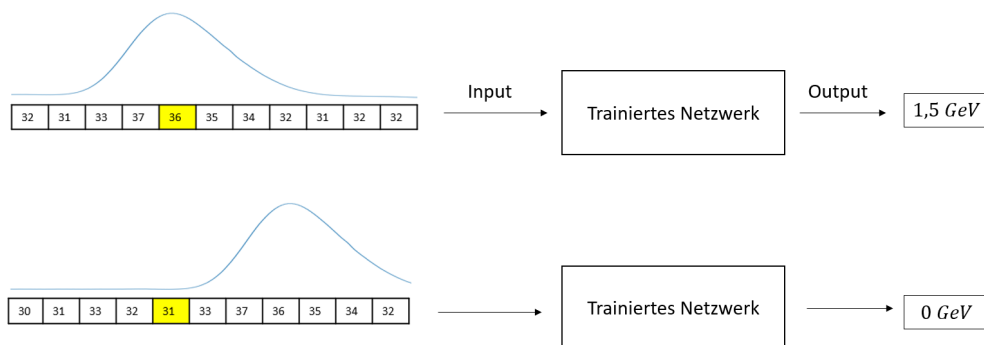 Input
Output
32 31 33 37 36 35 34 32 31 32 32
Trainiertes Netzwerk
1,5 GeV
30 31 33 32 31 33 37 36 35 34 32
Trainiertes Netzwerk
0 GeV